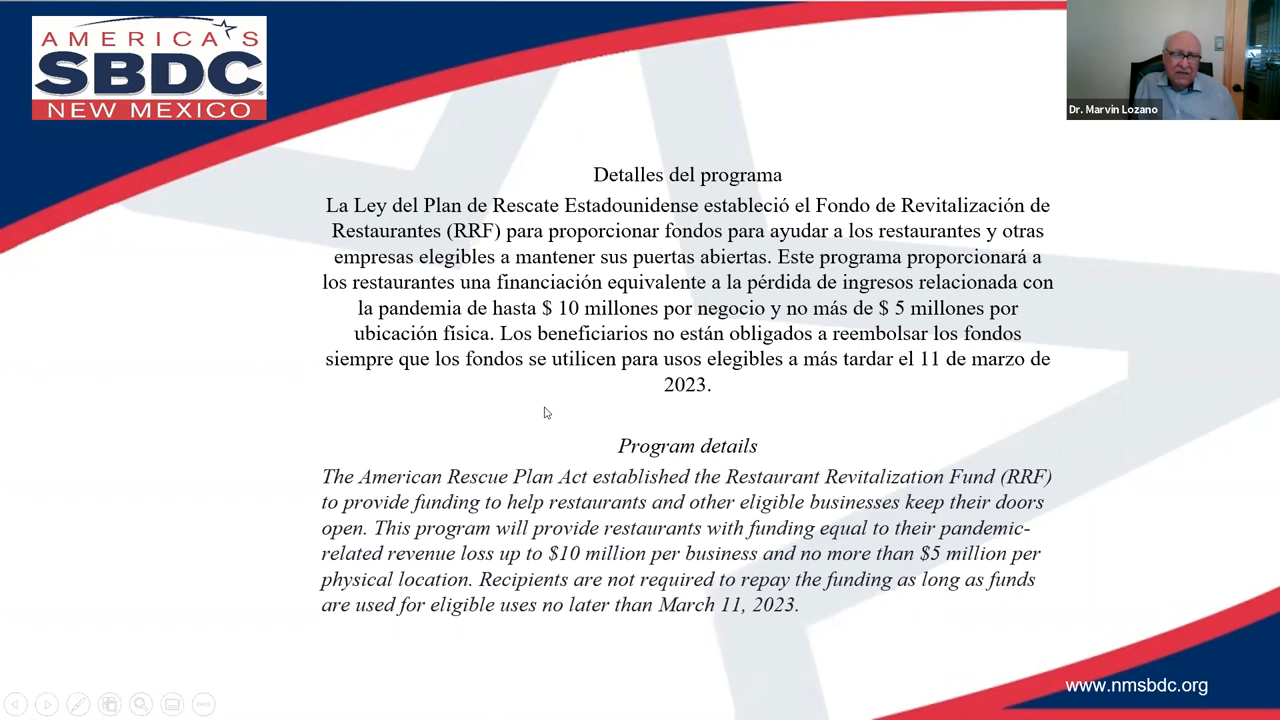 AMERICA'S
SBDC
NEW MEXICO
Dr. Marvin Lozano
Detalles del programa
La Ley del Plan de Rescate Estadounidense estableció el Fondo de Revitalización de
Restaurantes (RRF) para proporcionar fondos para ayudar a los restaurantes y otras
empresas elegibles a mantener sus puertas abiertas. Este programa proporcionará a
los restaurantes una financiación equivalente a la pérdida de ingresos relacionada con
la pandemia de hasta $ 10 millones por negocio y no más de $ 5 millones por
ubicación física. Los beneficiarios no están obligados a reembolsar los fondos
siempre que los fondos se utilicen para usos elegibles a más tardar el 11 de marzo de
2023.
Program details
The American Rescue Plan Act established the Restaurant Revitalization Fund (RRF)
to provide funding to help restaurants and other eligible businesses keep their doors
open. This program will provide restaurants with funding equal to their pandemic-
related revenue loss up to $10 million per business and no more than $5 million per
physical location. Recipients are not required to repay the funding as long as funds
are used for eligible uses no later than March 11, 2023.
www.nmsbdc.org